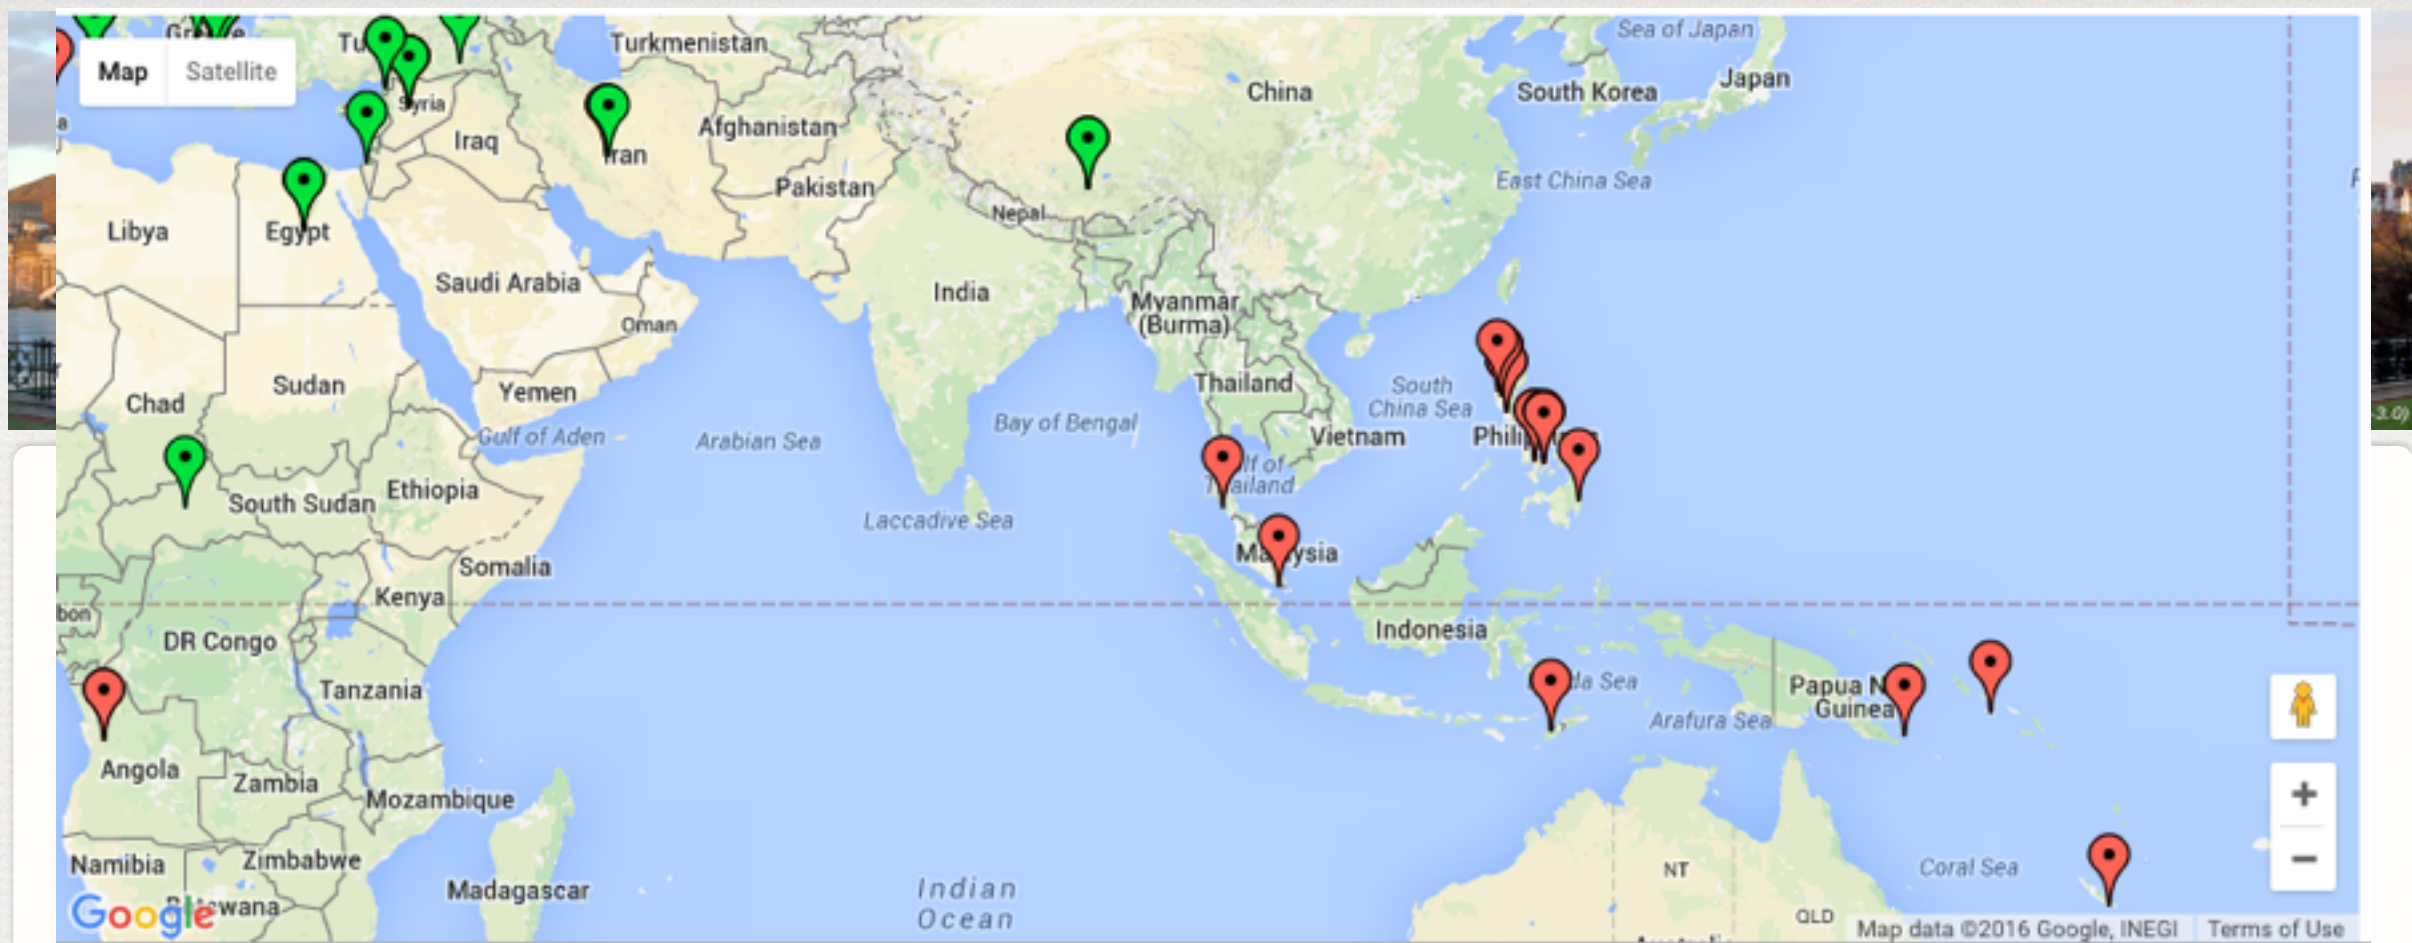 Sea of Japan
Turkmenistan
Map
Satellite
China
South Korea
Japan
Syria
Afghanistan
Iraq
Iran
East China Sea
Pakistan
Nepal
Libya
Egypt
Saudi Arabia
India
Myanmar
(Burma)
Oman
Sudan
Yemen
Thailand
South
China Sea
Chad
-3.0)
Gulf of Aden
Arabian Sea
Bay of Bengal
Vietnam
Ethiopia
South Sudan
Laccadive Sea
Somalia
Kenya
Indonesia
DR Congo
Tanzania
Papua N
Guinea
Arafura Sea
Angola
Zambia
Mozambique
Namibia
Zimbabwe
Madagascar
NT
Coral Sea
Indian
Ocean
Google
QLD
Map data ©2016 Google, INEGI
Terms of Use